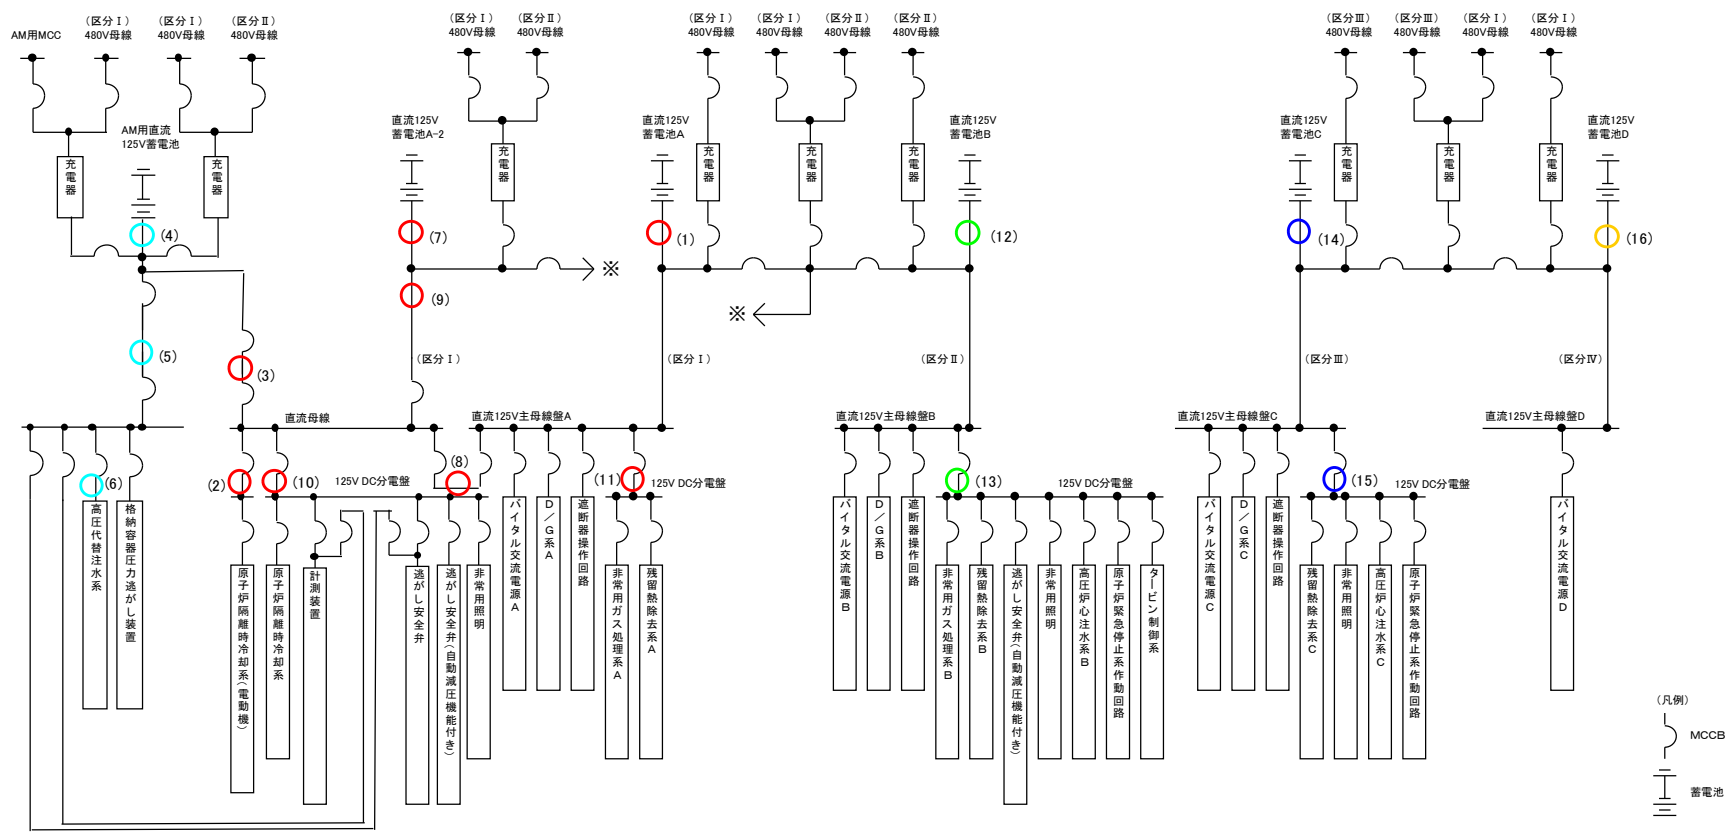 (区分Ⅰ) (区分Ⅰ) (区分Ⅱ)
AM用MCC 480V母線 480V母線 480V母線
(区分Ⅰ) (区分Ⅱ)
480V母線 480V母線
(区分Ⅰ) (区分Ⅰ) (区分Ⅱ) (区分Ⅱ)
480V母線 480V母線 480V母線 480V母線
(区分Ⅲ) (区分Ⅲ) (区分Ⅰ) (区分Ⅰ)
480V母線 480V母線 480V母線 480V母線
AM用直流
125V蓄電池
直流125V
蓄電池A-2
直流125V
蓄電池A
直流125V
蓄電池B
直流125V
蓄電池C
直流125V
蓄電池D
充電器
充電器
充電器
充電器
充電器
充電器
充電器
充電器
充電器
(4)
(7)
(1)
(12)
(14)
(16)
※
(9)
※
(5)
(3)
(区分Ⅰ)
(区分Ⅰ)
(区分Ⅱ)
(区分Ⅲ)
(区分Ⅳ)
直流母線
直流125V主母線盤A
直流125V主母線盤B
直流125V主母線盤C
直流125V主母線盤D
(6)
(2)
(10)
125V DC分電盤
(8)
(11)
125V DC分電盤
(13)
125V DC分電盤
(15)
125V DC分電盤
高圧代替注水系
格納容器圧力逃がし装置
原子炉隔離時冷却系(電動機)
原子炉隔離時冷却系
計測装置
逃がし安全弁
逃がし安全弁(自動減圧機能付き)
非常用照明
バイタル交流電源A
D/G系A
遮断器操作回路
非常用ガス処理系A
残留熱除去系A
バイタル交流電源B
D/G系B
遮断器操作回路
非常用ガス処理系B
残留熱除去系B
逃がし安全弁(自動減圧機能付き)
非常用照明
高圧炉心注水系B
原子炉緊急停止系作動回路
タービン制御系
バイタル交流電源C
D/G系C
遮断器操作回路
残留熱除去系C
非常用照明
高圧炉心注水系C
原子炉緊急停止系作動回路
バイタル交流電源D
(凡例)
MCCB
蓄電池